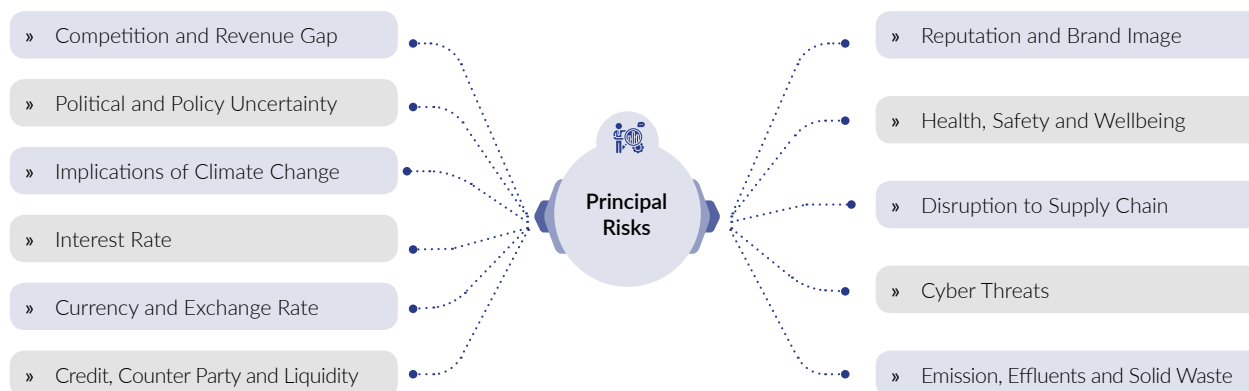 » Competition and Revenue Gap
» Political and Policy Uncertainty
» Implications of Climate Change
» Interest Rate
» Currency and Exchange Rate
» Credit, Counter Party and Liquidity
Principal
Risks
» Reputation and Brand Image
» Health, Safety and Wellbeing
» Disruption to Supply Chain
» Cyber Threats
» Emission, Effluents and Solid Waste